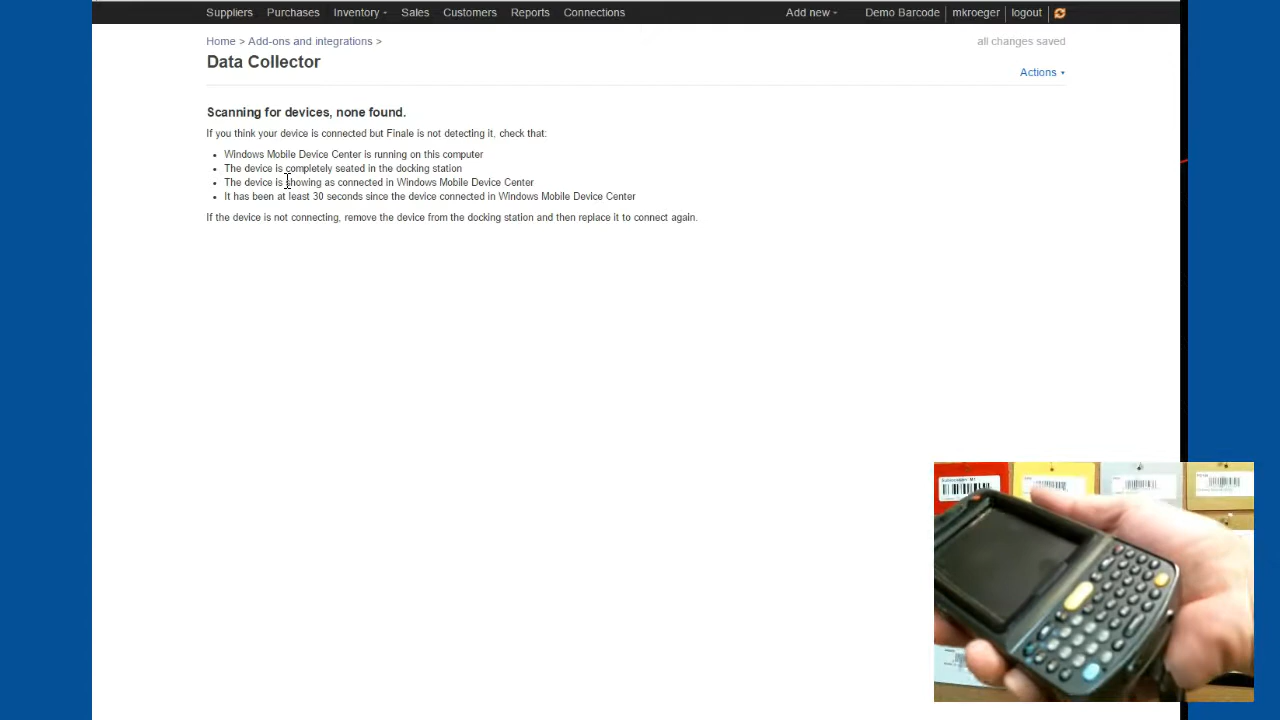 Suppliers Purchases Inventory Sales Customers Reports Connections Add new Demo Barcode mkroeger logout
Home > Add-ons and integrations >
all changes saved
Data Collector
Actions
Scanning for devices, none found.
If you think your device is connected but Finale is not detecting it, check that:
• Windows Mobile Device Center is running on this computer
• The device is completely seated in the docking station
• The device is showing as connected in Windows Mobile Device Center
• It has been at least 30 seconds since the device connected in Windows Mobile Device Center
If the device is not connecting, remove the device from the docking station and then replace it to connect again.